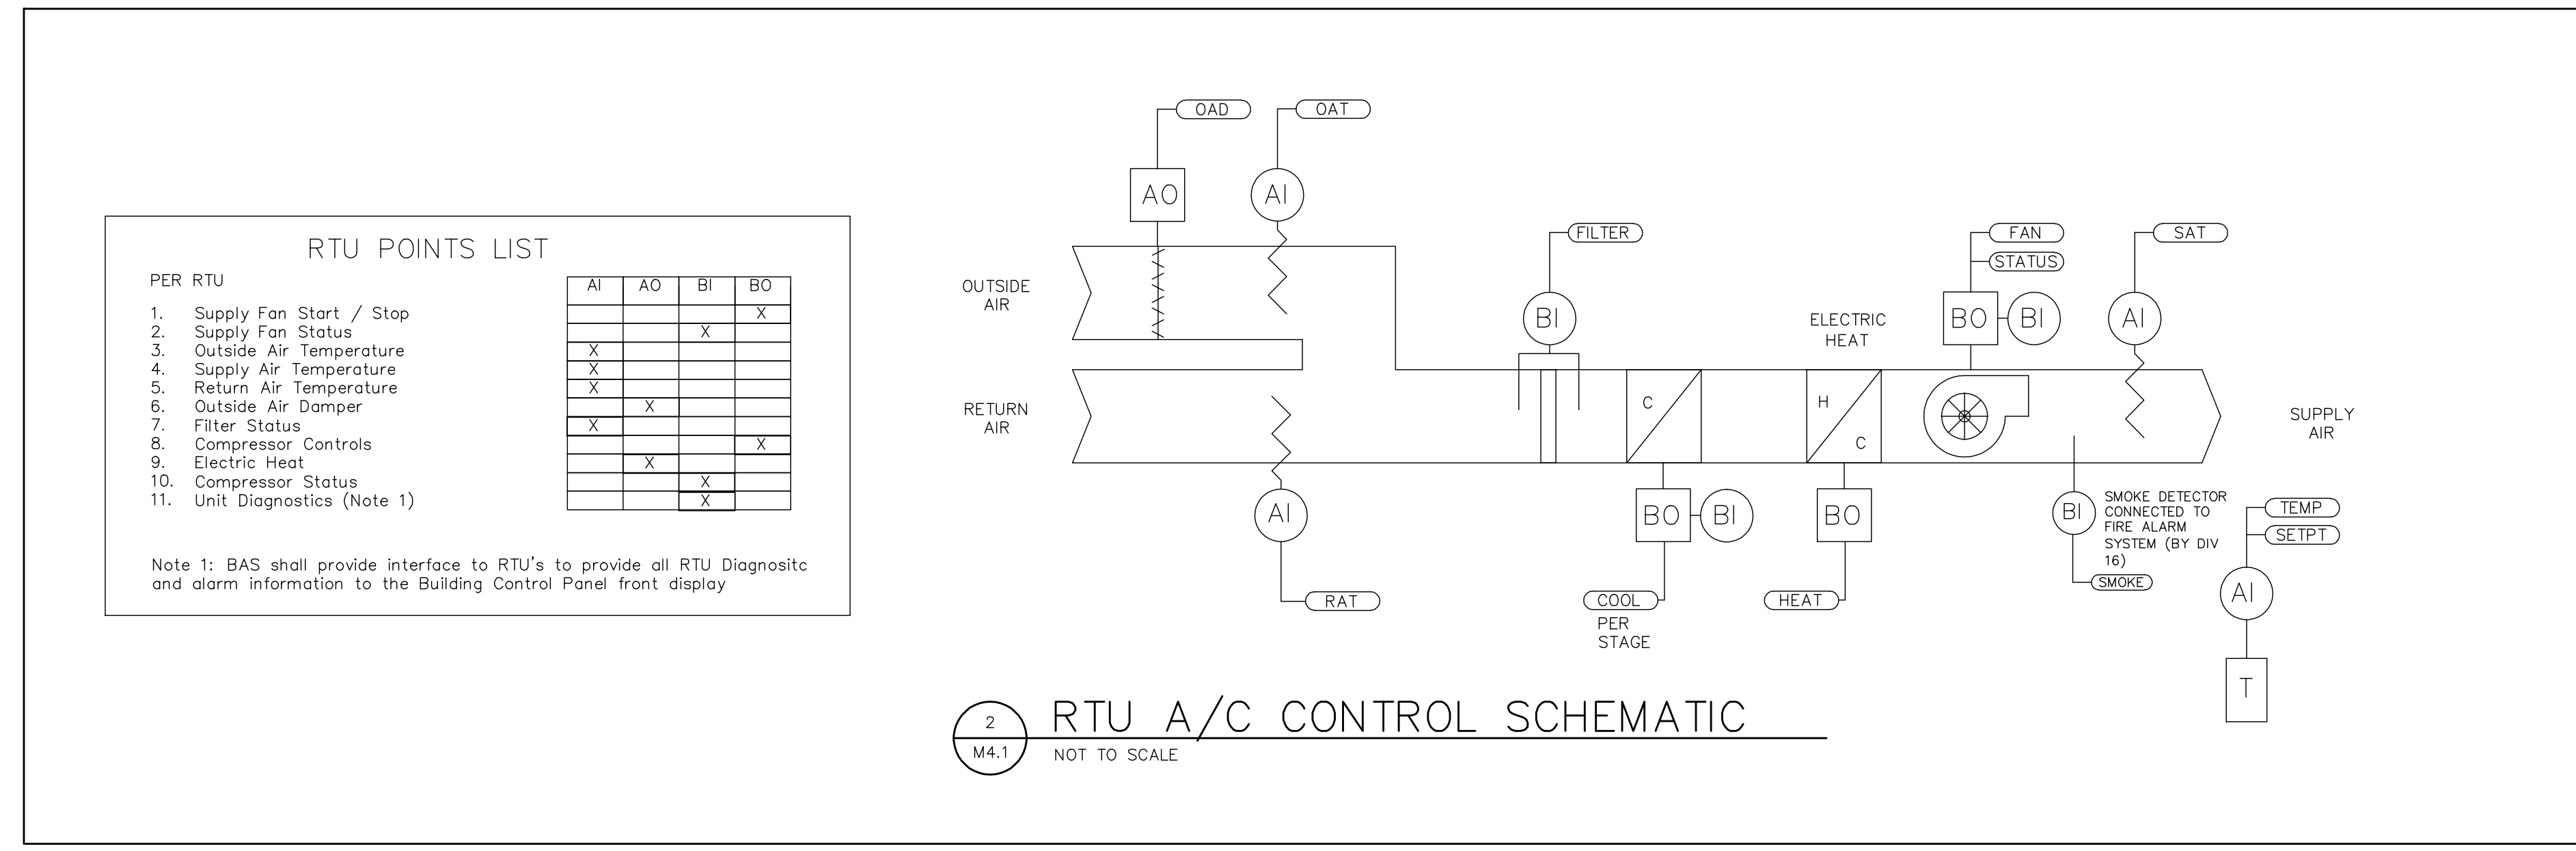 RTU POINTS LIST
PER RTU
AI AO BI BO
1. Supply Fan Start / Stop X
2. Supply Fan Status X
3. Outside Air Temperature X
4. Supply Air Temperature X
5. Return Air Temperature X
6. Outside Air Damper X
7. Filter Status X
8. Compressor Controls X
9. Electric Heat X
10. Compressor Status X
11. Unit Diagnostics (Note 1) X
Note 1: BAS shall provide interface to RTU's to provide all RTU Diagnositc
and alarm information to the Building Control Panel front display
OAD
OAT
AO
AI
OUTSIDE
AIR
RETURN
AIR
AI
RAT
FILTER
BI
C
BO
BI
COOL
PER
STAGE
ELECTRIC
HEAT
H
C
BO
HEAT
FAN
STATUS
BO
BI
SAT
AI
SUPPLY
AIR
BI
SMOKE DETECTOR
CONNECTED TO
FIRE ALARM
SYSTEM (BY DIV
16)
SMOKE
TEMP
SETPT
AI
T
2
M4.1
RTU A/C CONTROL SCHEMATIC
NOT TO SCALE